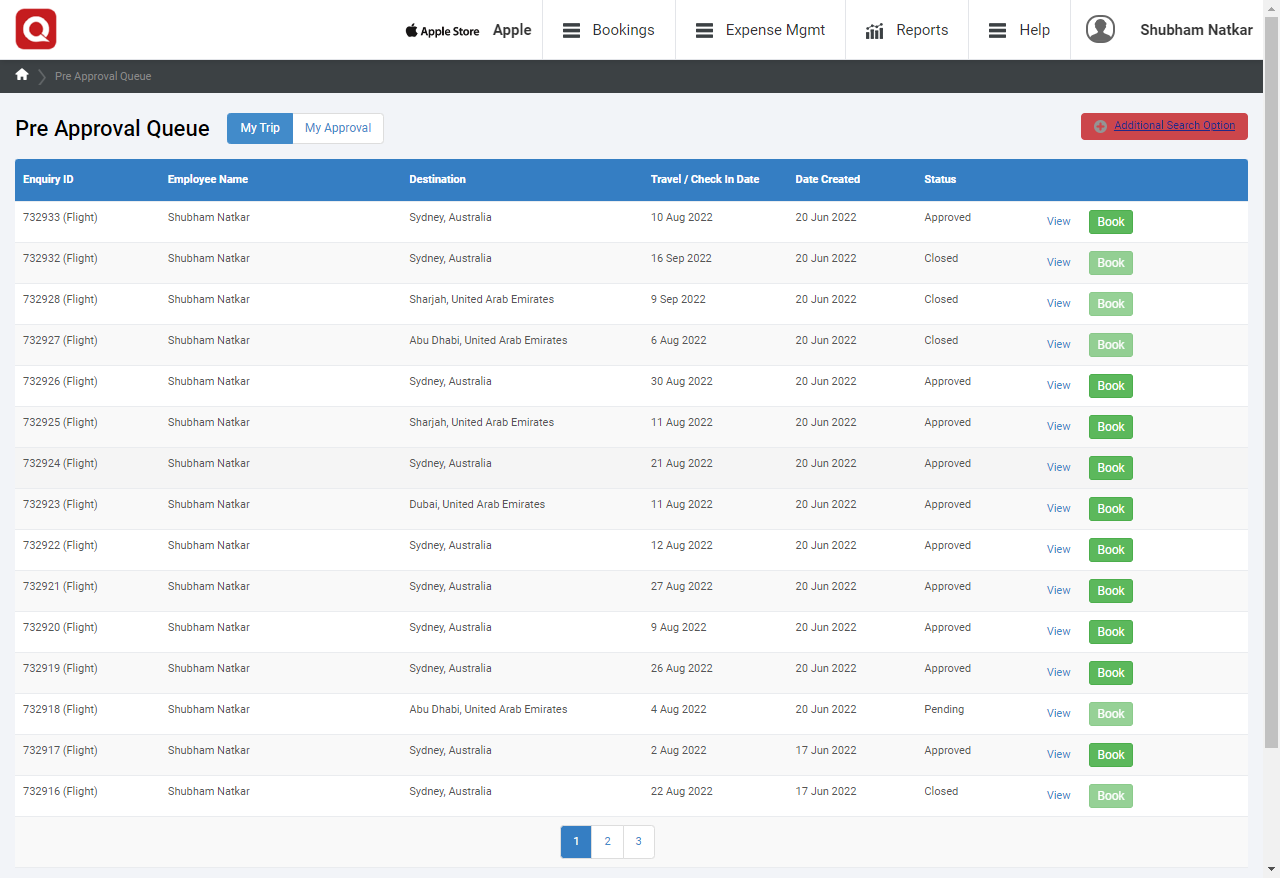 Apple Store Apple Bookings Expense Mgmt Reports Help Shubham Natkar
Pre Approval Queue
Pre Approval Queue My Trip My Approval Additional Search Option
Enquiry ID Employee Name Destination Travel / Check In Date Date Created Status
732933 (Flight) Shubham Natkar Sydney, Australia 10 Aug 2022 20 Jun 2022 Approved View Book
732932 (Flight) Shubham Natkar Sydney, Australia 16 Sep 2022 20 Jun 2022 Closed View Book
732928 (Flight) Shubham Natkar Sharjah, United Arab Emirates 9 Sep 2022 20 Jun 2022 Closed View Book
732927 (Flight) Shubham Natkar Abu Dhabi, United Arab Emirates 6 Aug 2022 20 Jun 2022 Closed View Book
732926 (Flight) Shubham Natkar Sydney, Australia 30 Aug 2022 20 Jun 2022 Approved View Book
732925 (Flight) Shubham Natkar Sharjah, United Arab Emirates 11 Aug 2022 20 Jun 2022 Approved View Book
732924 (Flight) Shubham Natkar Sydney, Australia 21 Aug 2022 20 Jun 2022 Approved View Book
732923 (Flight) Shubham Natkar Dubai, United Arab Emirates 11 Aug 2022 20 Jun 2022 Approved View Book
732922 (Flight) Shubham Natkar Sydney, Australia 12 Aug 2022 20 Jun 2022 Approved View Book
732921 (Flight) Shubham Natkar Sydney, Australia 27 Aug 2022 20 Jun 2022 Approved View Book
732920 (Flight) Shubham Natkar Sydney, Australia 9 Aug 2022 20 Jun 2022 Approved View Book
732919 (Flight) Shubham Natkar Sydney, Australia 26 Aug 2022 20 Jun 2022 Approved View Book
732918 (Flight) Shubham Natkar Abu Dhabi, United Arab Emirates 4 Aug 2022 20 Jun 2022 Pending View Book
732917 (Flight) Shubham Natkar Sydney, Australia 2 Aug 2022 17 Jun 2022 Approved View Book
732916 (Flight) Shubham Natkar Sydney, Australia 22 Aug 2022 17 Jun 2022 Closed View Book
1 2 3